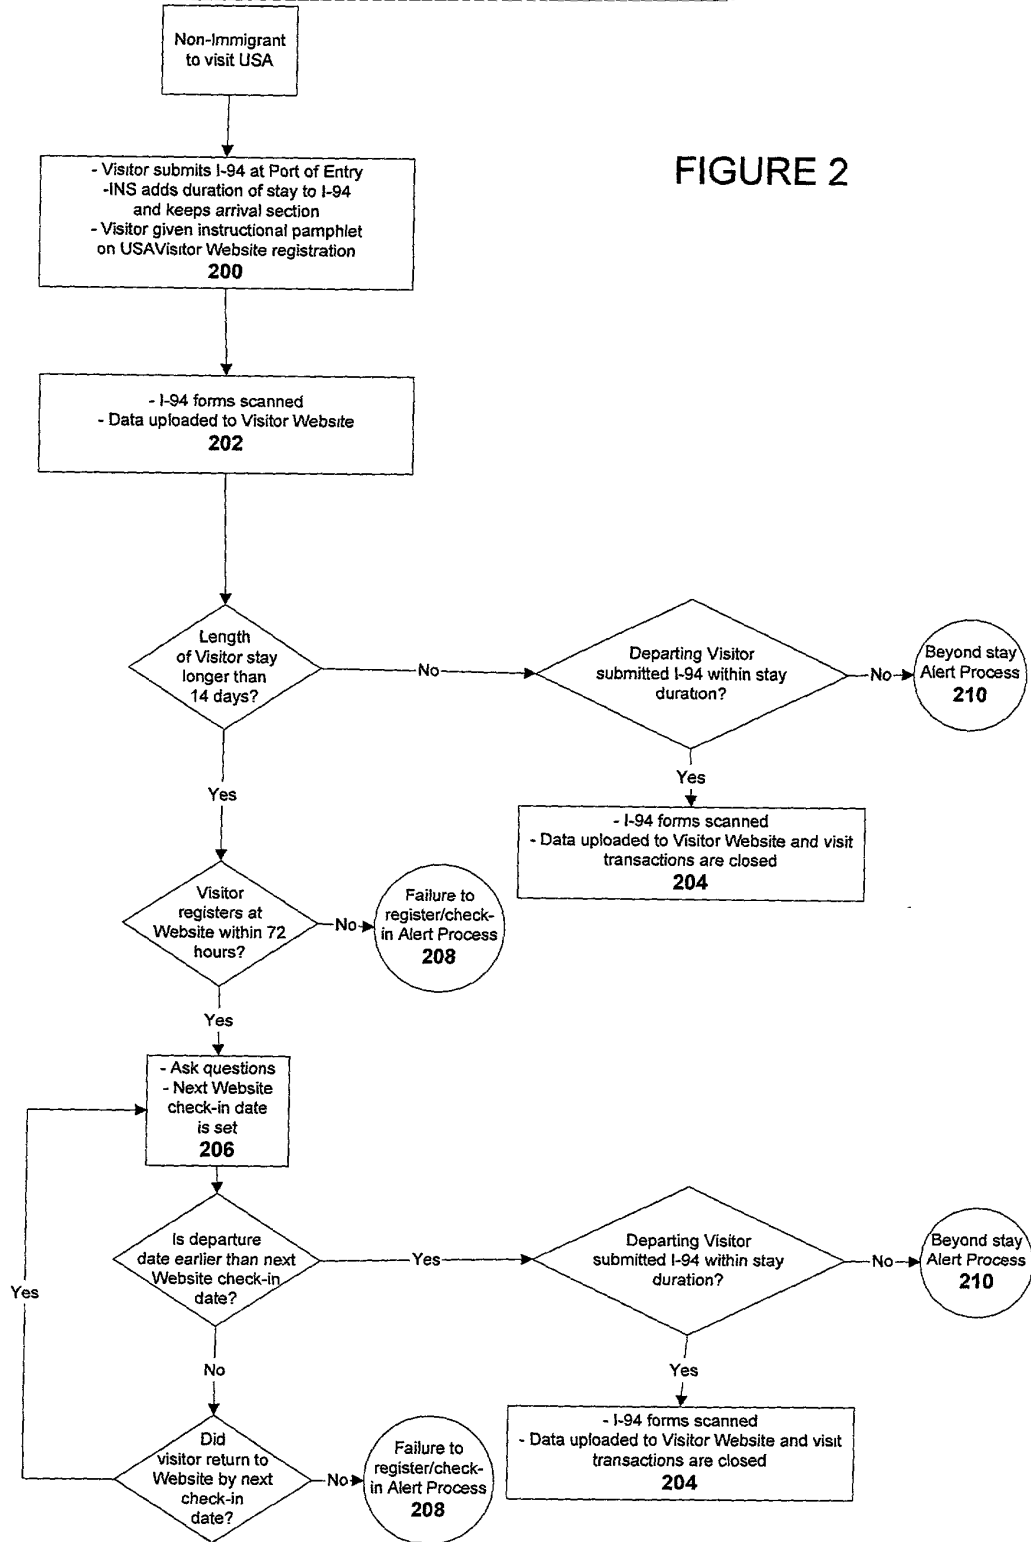 Non-Immigrant
to visit USA
FIGURE 2
- Visitor submits I-94 at Port of Entry
-INS adds duration of stay to I-94
and keeps arrival section
- Visitor given instructional pamphlet
on USAVisitor Website registration
200
- I-94 forms scanned
- Data uploaded to Visitor Website
202
Length
of Visitor stay
longer than
14 days?
No
Departing Visitor
submitted I-94 within stay
duration?
No
Beyond stay
Alert Process
210
Yes
Yes
- I-94 forms scanned
- Data uploaded to Visitor Website and visit
transactions are closed
204
Visitor
registers at
Website within 72
hours?
No
Failure to
register/check-
in Alert Process
208
Yes
- Ask questions
- Next Website
check-in date
is set
206
Is departure
date earlier than next
Website check-in
date?
Yes
Departing Visitor
submitted I-94 within stay
duration?
No
Beyond stay
Alert Process
210
Yes
No
Yes
- I-94 forms scanned
- Data uploaded to Visitor Website and visit
transactions are closed
204
Did
visitor return to
Website by next
check-in
date?
No
Failure to
register/check-
in Alert Process
208